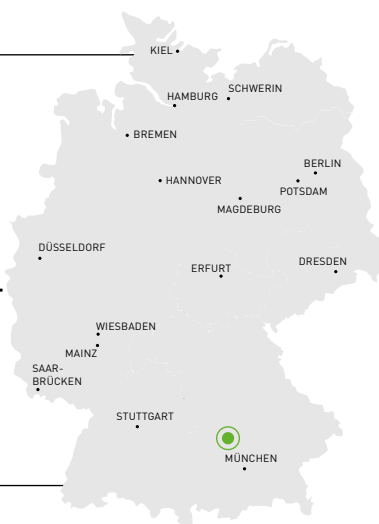 KIEL
SCHWERIN
HAMBURG
BREMEN
BERLIN
HANNOVER
POTSDAM
MAGDEBURG
DÜSSELDORF
DRESDEN
ERFURT
WIESBADEN
MAINZ
SAAR-
BRÜCKEN
STUTTGART
MÜNCHEN